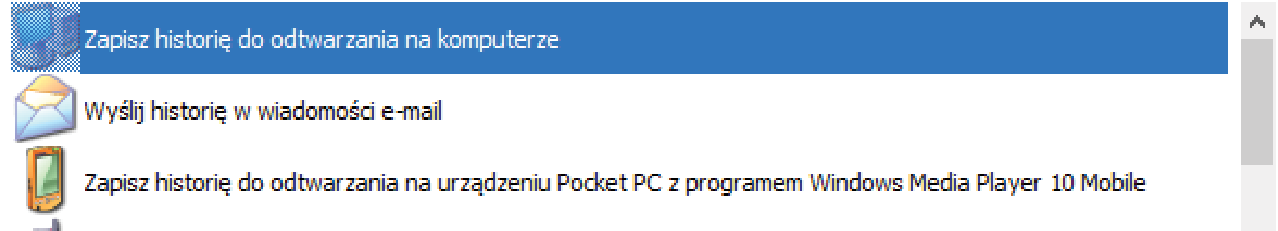 Zapisz historię do odtwarzania na komputerze
Wyślij historię w wiadomości e-mail
Zapisz historię do odtwarzania na urządzeniu Pocket PC z programem Windows Media Player 10 Mobile